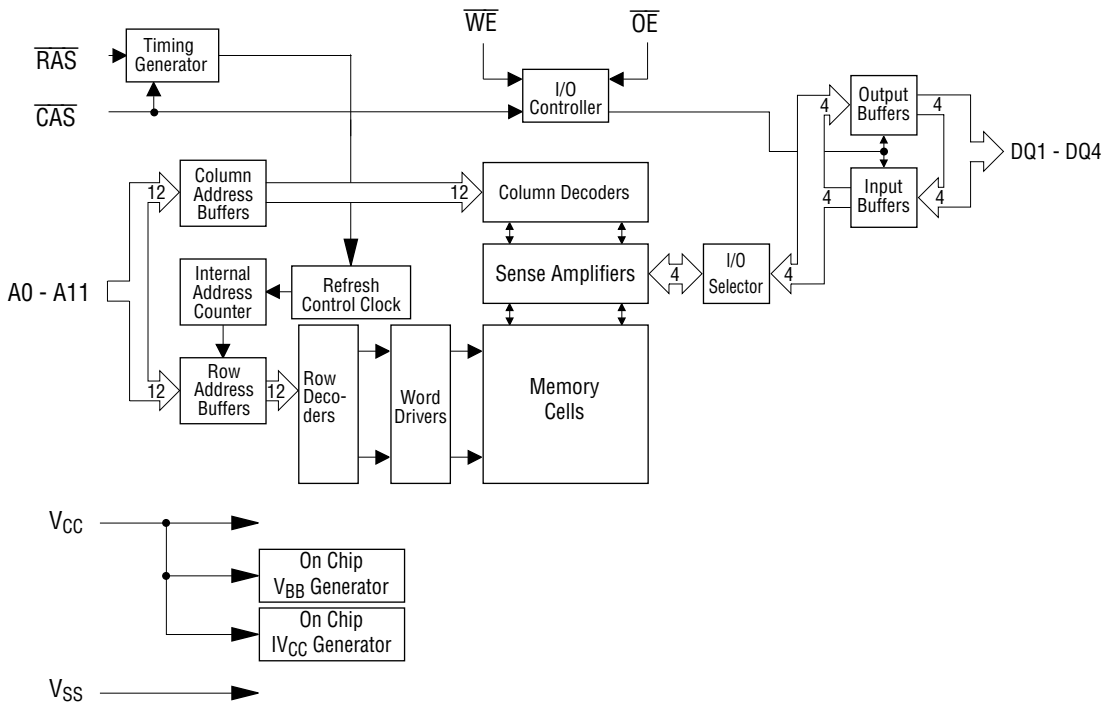 WE
OE
RAS
Timing
Generator
I/O
Controller
CAS
4
Output
Buffers
4
DQ1 - DQ4
12
Column
Address
Buffers
12
Column Decoders
4
Input
Buffers
4
A0 - A11
Internal
Address
Counter
Refresh
Control Clock
Sense Amplifiers
4
I/O
Selector
4
12
Row
Address
Buffers
12
Row
Deco-
ders
Word
Drivers
Memory
Cells
VCC
On Chip
VBB Generator
On Chip
IVCC Generator
VSS